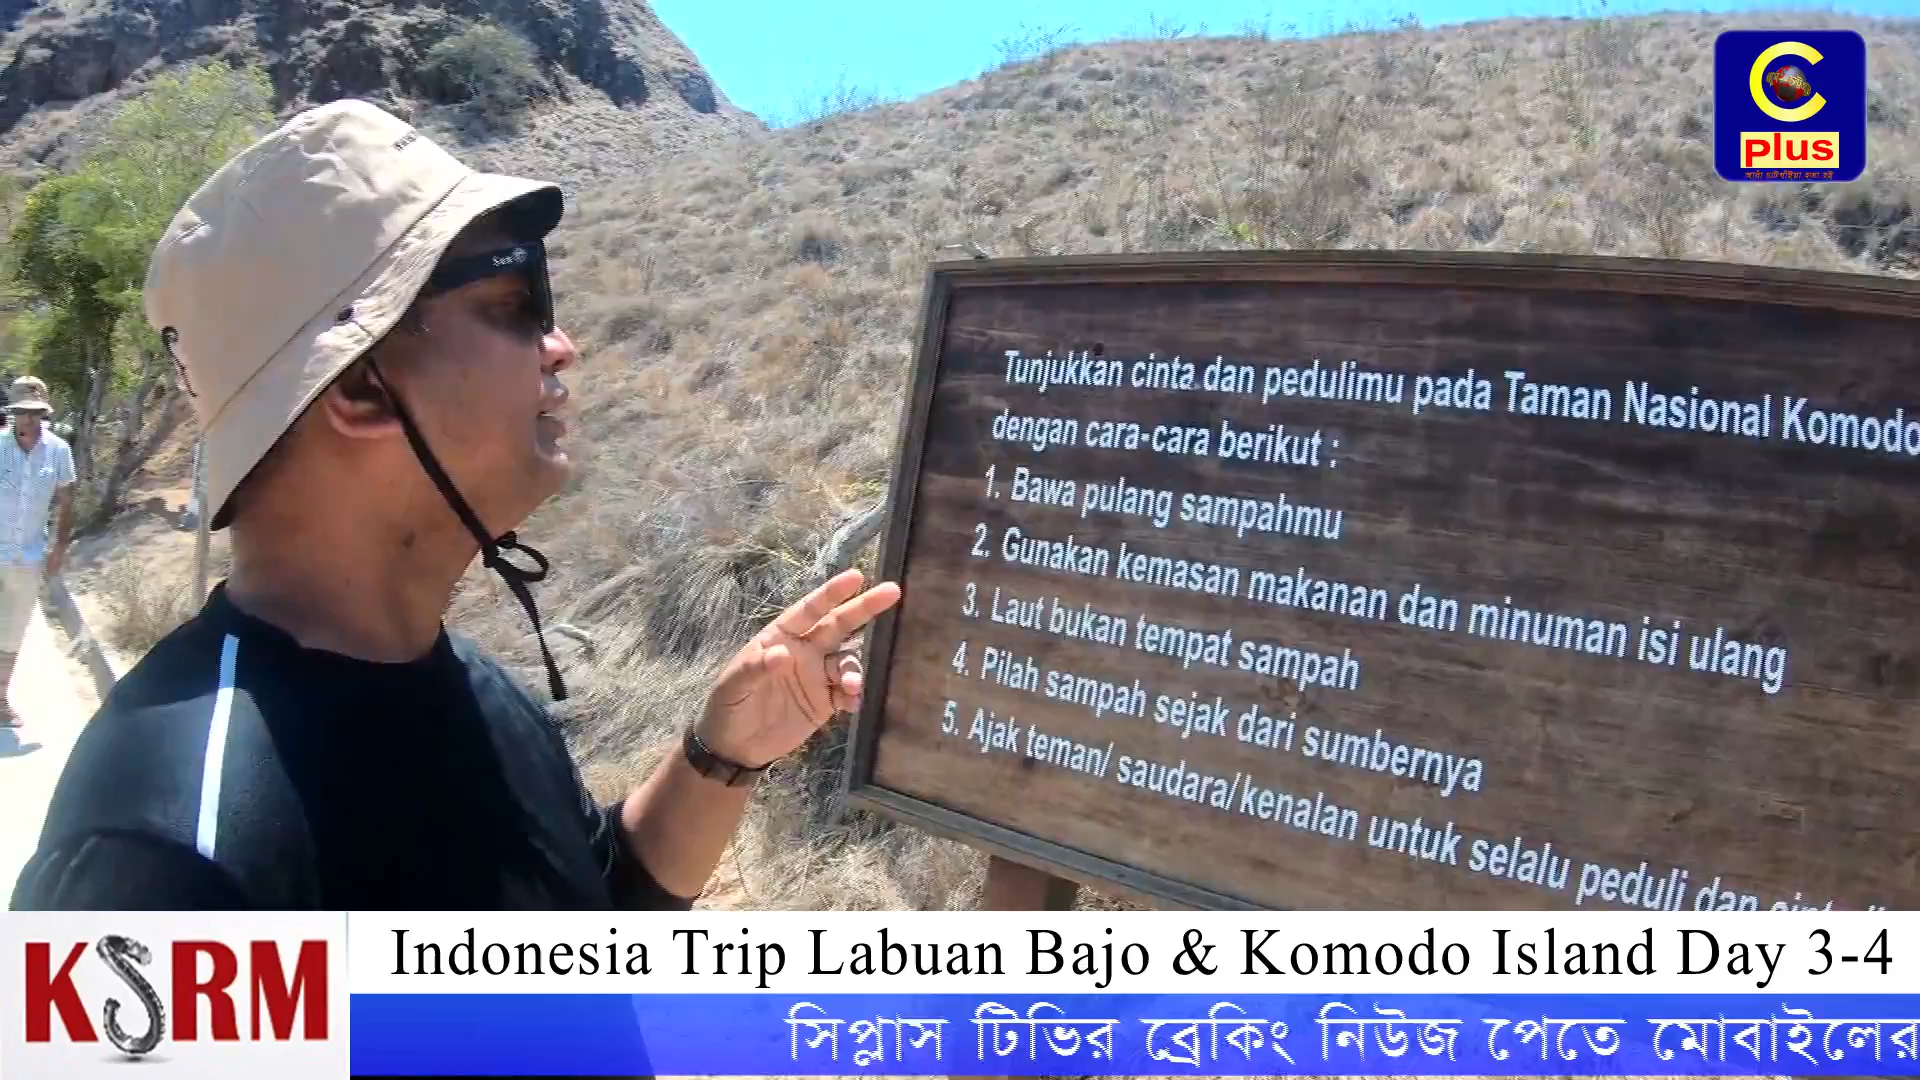 C
plus
Sun
Tunjukkan cinta dan pedulimu pada Taman Nasional Komodo
dengan cara-cara berikut :
1. Bawa pulang sampahmu
2. Gunakan kemasan makanan dan minuman isi ulang
3. Laut bukan tempat sampah
4. Pilah sampah sejak dari sumbernya
5. Ajak teman/ saudara/kenalan untuk selalu peduli dan
KSRM
Indonesia Trip Labuan Bajo & Komodo Island Day 3-4
সিপ্লাস টিভির ব্রেকিং নিউজ পেতে মোবাইলের